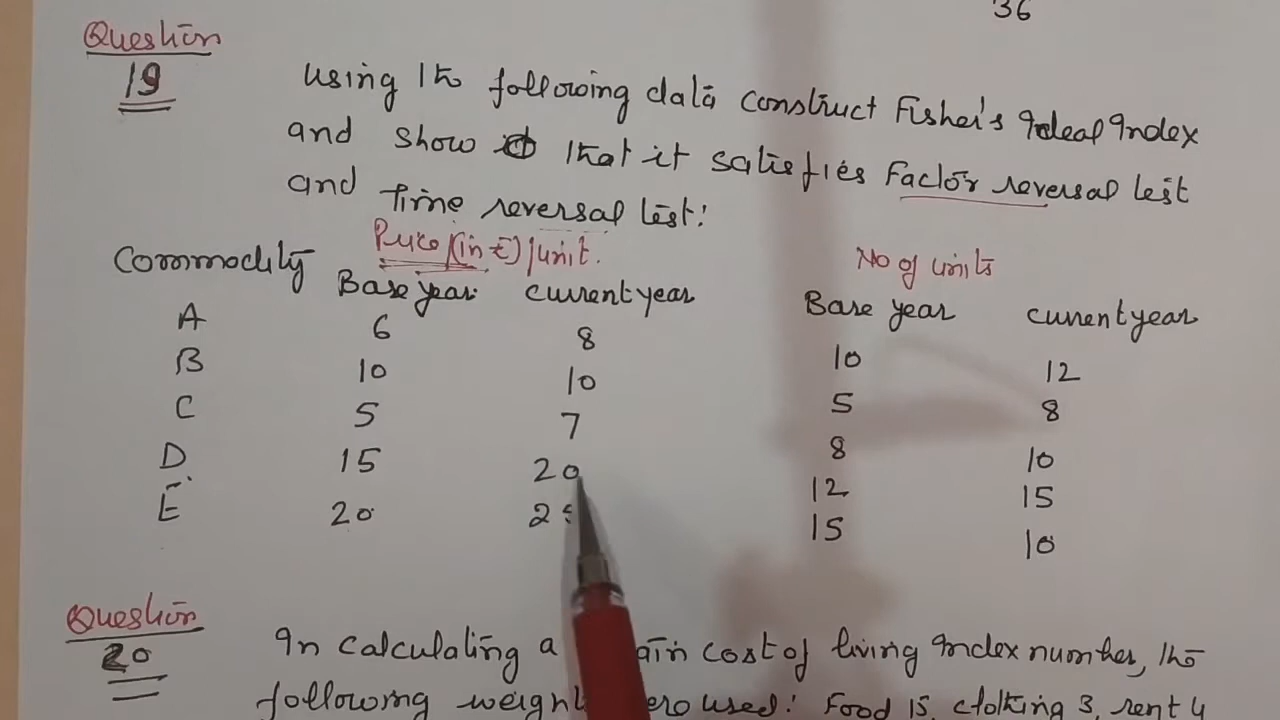 36
Question
19
Using the following data construct Fisher's Ideal Index
and show that it satisfies Factor reversal test
and Time reversal test:
Price (in ₹)/unit. No of units
Commodity Base year Current year Base year Current year
A 6 8 10 12
B 10 10 5 8
C 5 7 8 10
D 15 20 12 15
E 20 15 10
Question
20
In calculating a cost of living Index number, the
following used: Food 15, clothing 3, rent 4